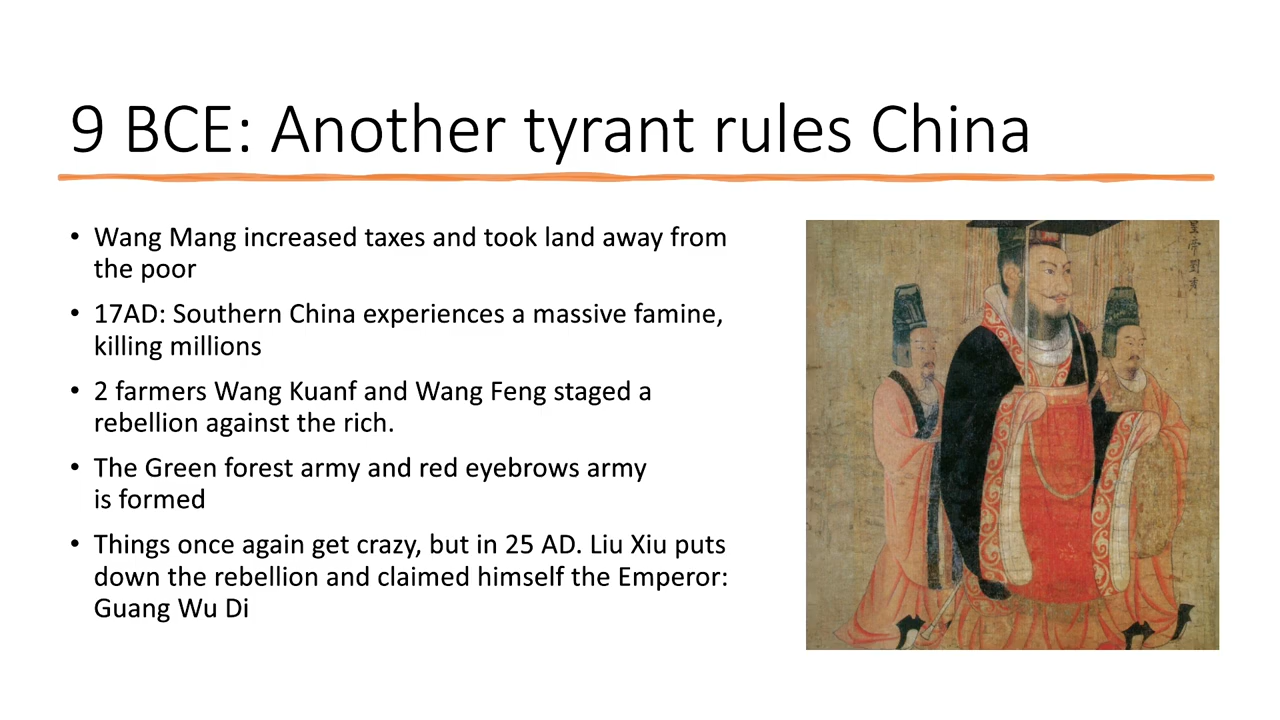 9 BCE: Another tyrant rules China
• Wang Mang increased taxes and took land away from
the poor
• 17AD: Southern China experiences a massive famine,
killing millions
• 2 farmers Wang Kuanf and Wang Feng staged a
rebellion against the rich.
• The Green forest army and red eyebrows army
is formed
• Things once again get crazy, but in 25 AD. Liu Xiu puts
down the rebellion and claimed himself the Emperor:
Guang Wu Di
帝劉秀